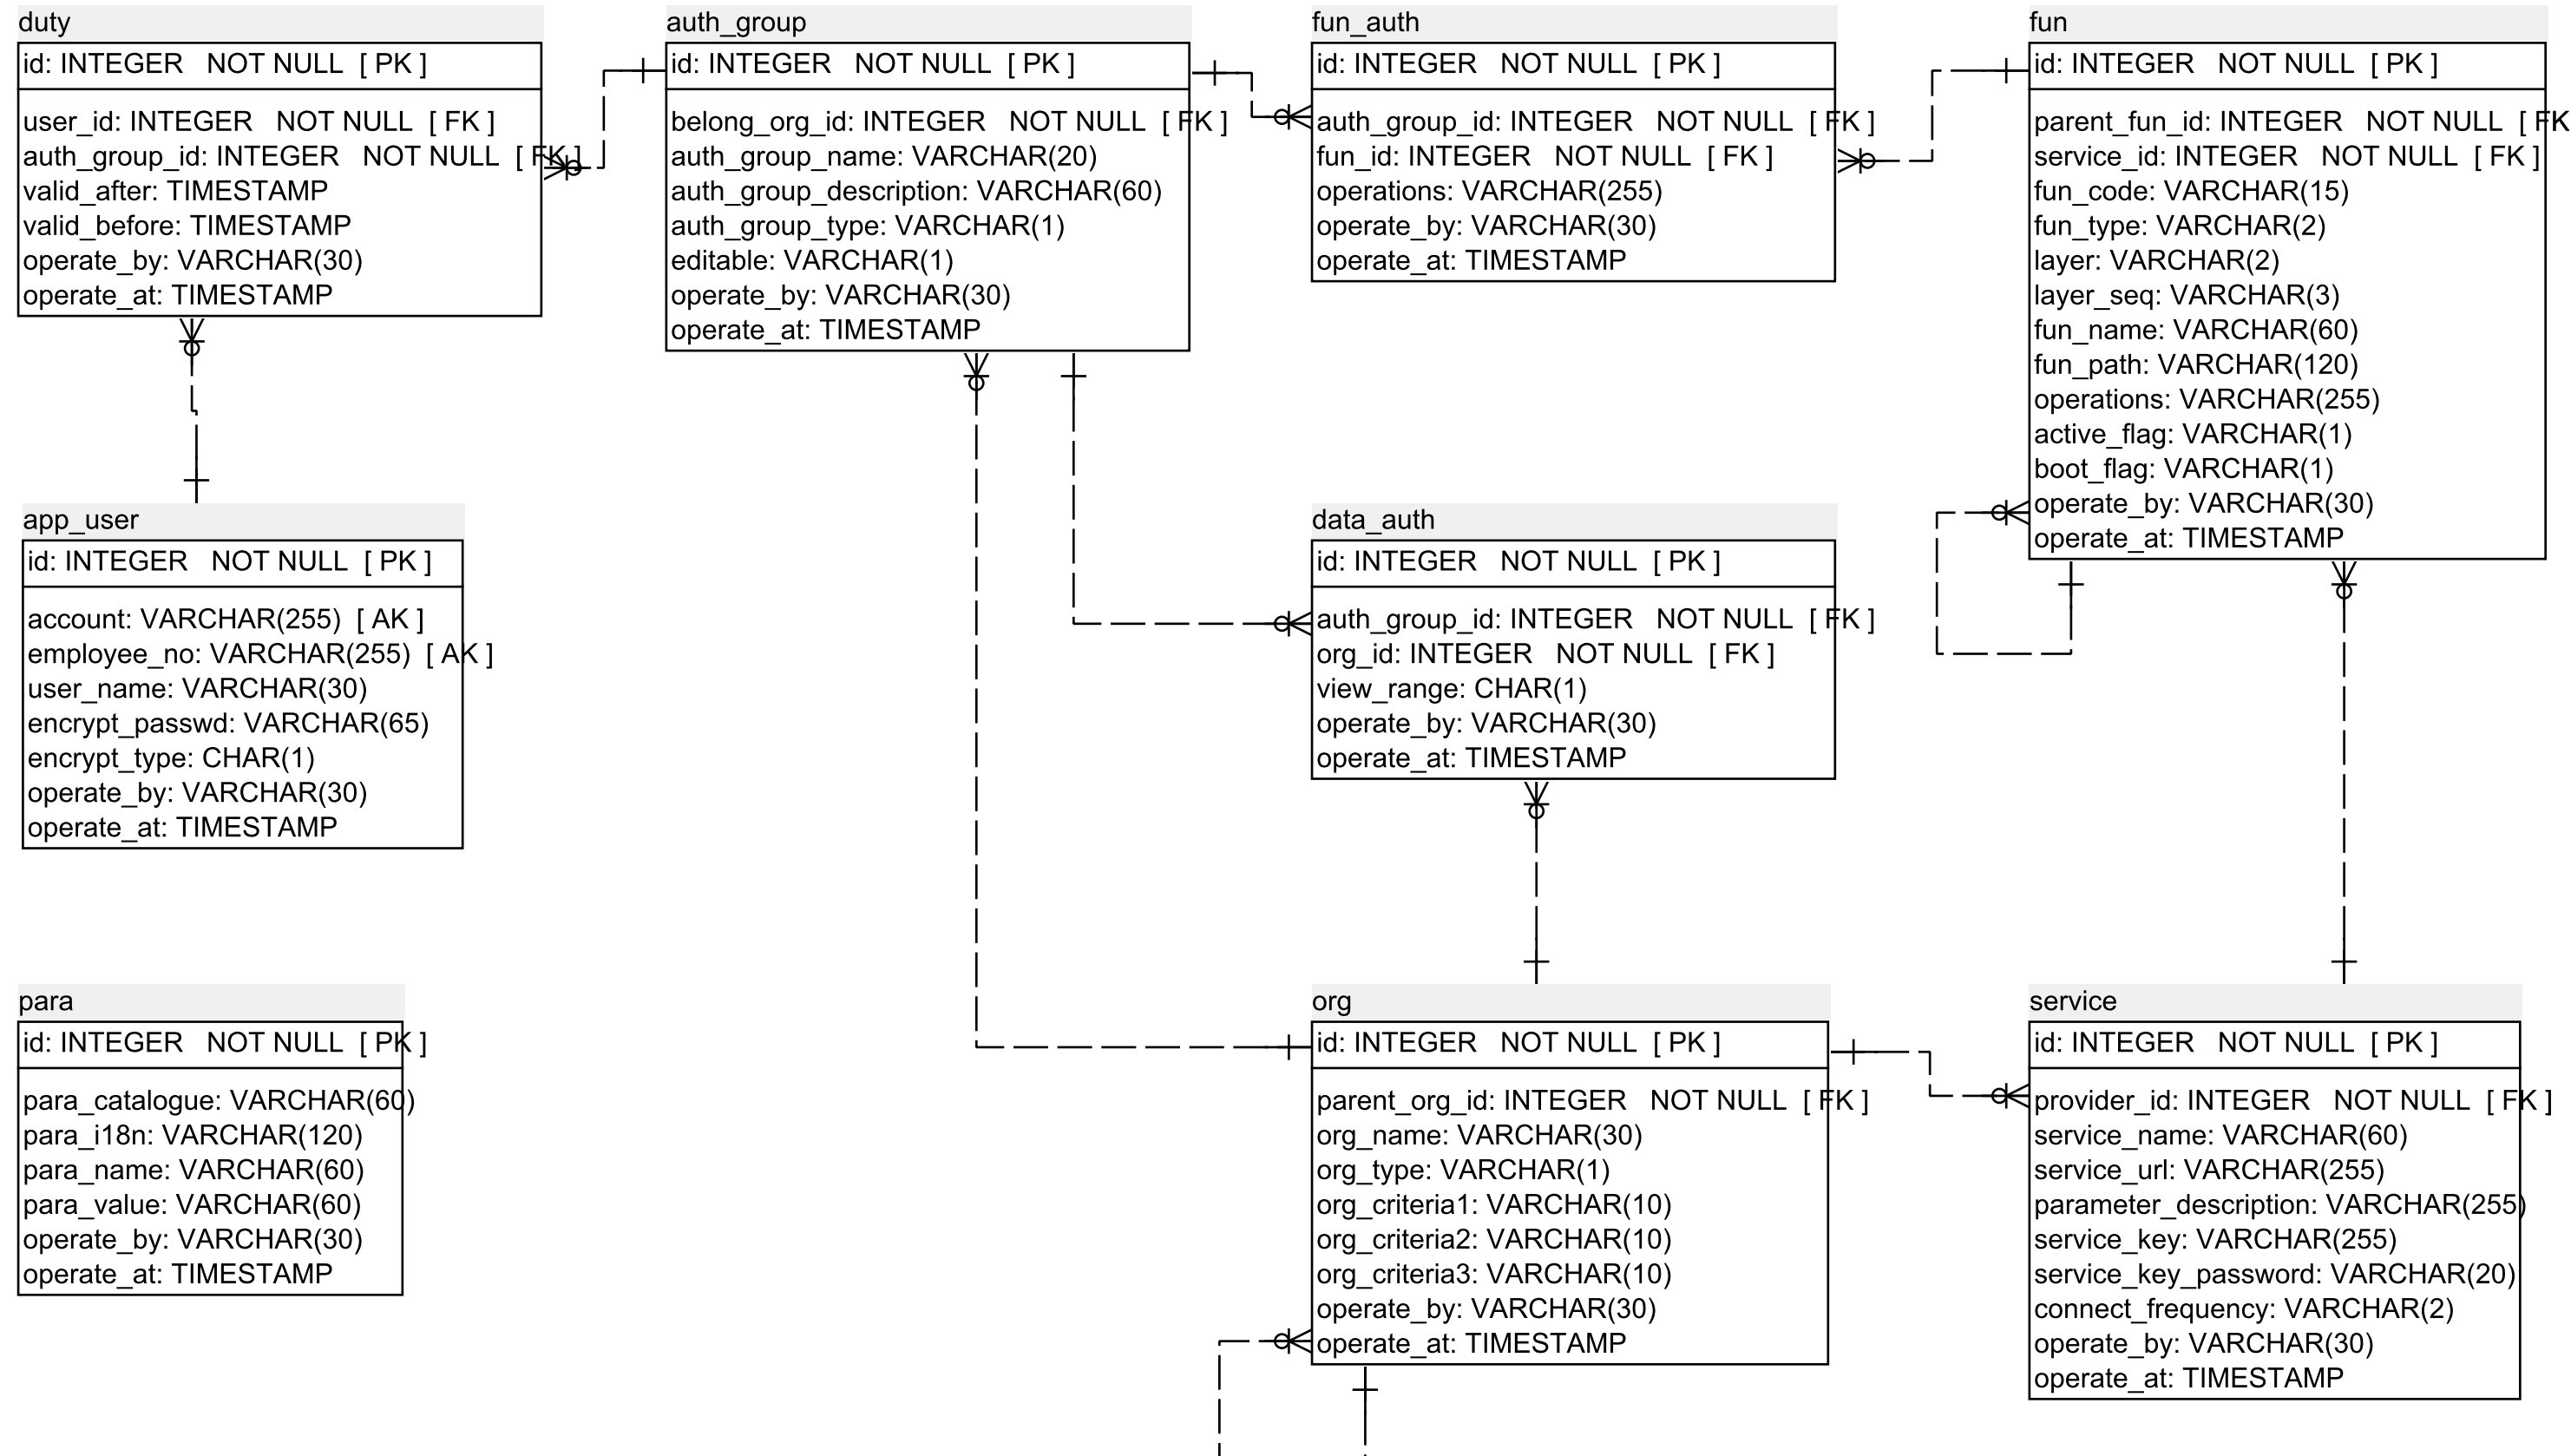 duty
id: INTEGER NOT NULL [ PK ]
user_id: INTEGER NOT NULL [ FK ]
auth_group_id: INTEGER NOT NULL [ FK ]
valid_after: TIMESTAMP
valid_before: TIMESTAMP
operate_by: VARCHAR(30)
operate_at: TIMESTAMP
auth_group
id: INTEGER NOT NULL [ PK ]
belong_org_id: INTEGER NOT NULL [ FK ]
auth_group_name: VARCHAR(20)
auth_group_description: VARCHAR(60)
auth_group_type: VARCHAR(1)
editable: VARCHAR(1)
operate_by: VARCHAR(30)
operate_at: TIMESTAMP
fun_auth
id: INTEGER NOT NULL [ PK ]
auth_group_id: INTEGER NOT NULL [ FK ]
fun_id: INTEGER NOT NULL [ FK ]
operations: VARCHAR(255)
operate_by: VARCHAR(30)
operate_at: TIMESTAMP
fun
id: INTEGER NOT NULL [ PK ]
parent_fun_id: INTEGER NOT NULL [ FK
service_id: INTEGER NOT NULL [ FK ]
fun_code: VARCHAR(15)
fun_type: VARCHAR(2)
layer: VARCHAR(2)
layer_seq: VARCHAR(3)
fun_name: VARCHAR(60)
fun_path: VARCHAR(120)
operations: VARCHAR(255)
active_flag: VARCHAR(1)
boot_flag: VARCHAR(1)
operate_by: VARCHAR(30)
operate_at: TIMESTAMP
app_user
id: INTEGER NOT NULL [ PK ]
account: VARCHAR(255) [ AK ]
employee_no: VARCHAR(255) [ AK ]
user_name: VARCHAR(30)
encrypt_passwd: VARCHAR(65)
encrypt_type: CHAR(1)
operate_by: VARCHAR(30)
operate_at: TIMESTAMP
data_auth
id: INTEGER NOT NULL [ PK ]
auth_group_id: INTEGER NOT NULL [ FK ]
org_id: INTEGER NOT NULL [ FK ]
view_range: CHAR(1)
operate_by: VARCHAR(30)
operate_at: TIMESTAMP
para
id: INTEGER NOT NULL [ PK ]
para_catalogue: VARCHAR(60)
para_i18n: VARCHAR(120)
para_name: VARCHAR(60)
para_value: VARCHAR(60)
operate_by: VARCHAR(30)
operate_at: TIMESTAMP
org
id: INTEGER NOT NULL [ PK ]
parent_org_id: INTEGER NOT NULL [ FK ]
org_name: VARCHAR(30)
org_type: VARCHAR(1)
org_criteria1: VARCHAR(10)
org_criteria2: VARCHAR(10)
org_criteria3: VARCHAR(10)
operate_by: VARCHAR(30)
operate_at: TIMESTAMP
service
id: INTEGER NOT NULL [ PK ]
provider_id: INTEGER NOT NULL [ FK ]
service_name: VARCHAR(60)
service_url: VARCHAR(255)
parameter_description: VARCHAR(255)
service_key: VARCHAR(255)
service_key_password: VARCHAR(20)
connect_frequency: VARCHAR(2)
operate_by: VARCHAR(30)
operate_at: TIMESTAMP